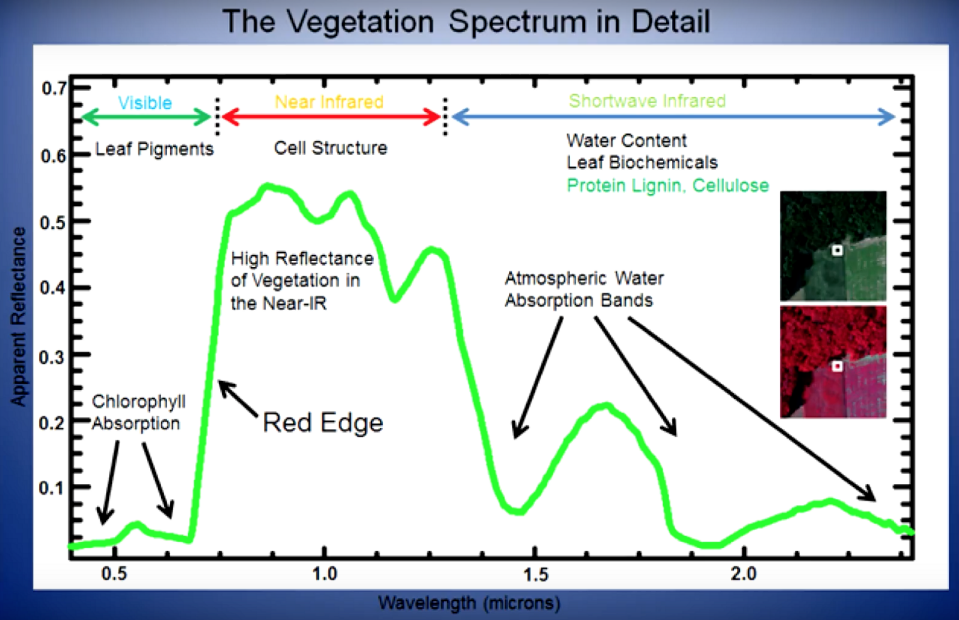 The Vegetation Spectrum in Detail
0.7
0.6
0.5
0.4
0.3
0.2
0.1
Apparent Reflectance
Visible
Near Infrared
Shortwave Infrared
Leaf Pigments
Cell Structure
Water Content
Leaf Biochemicals
Protein Lignin, Cellulose
High Reflectance
of Vegetation in
the Near-IR
Atmospheric Water
Absorption Bands
Chlorophyll
Absorption
Red Edge
0.5
1.0
1.5
2.0
Wavelength (microns)